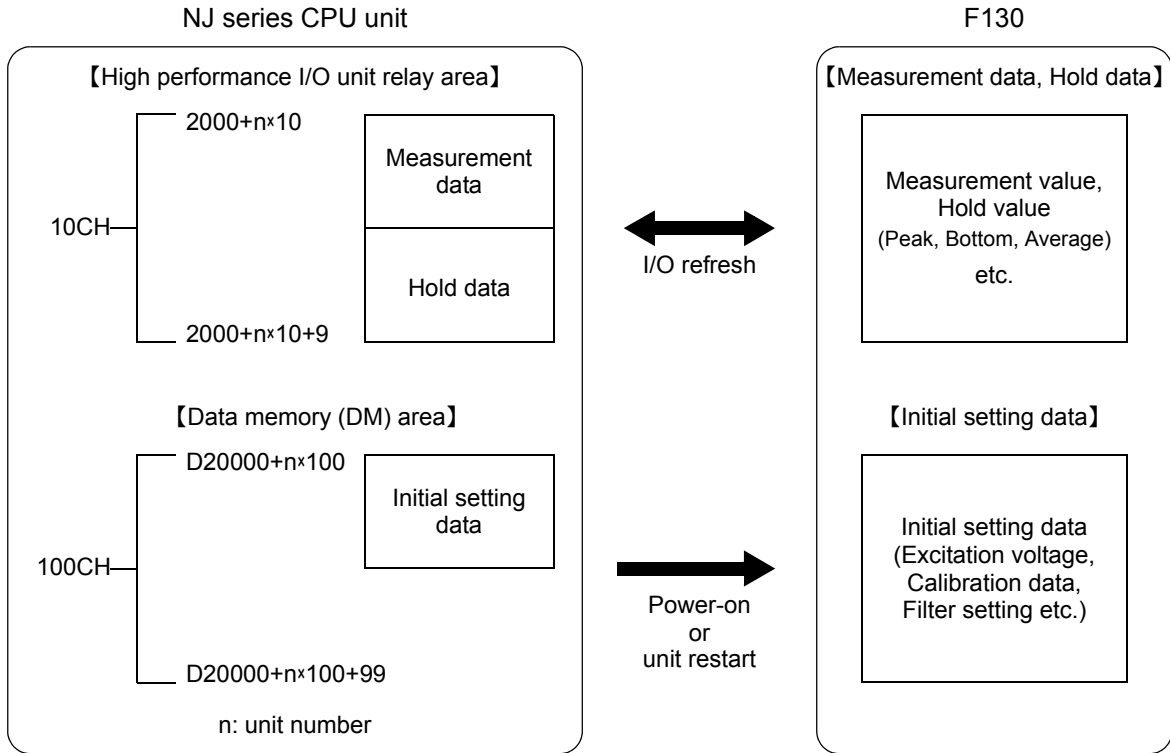 NJ series CPU unit
F130
【High performance I/O unit relay area】
2000+n×10
10CH
2000+n×10+9
Measurement
data
Hold data
I/O refresh
【Measurement data, Hold data】
Measurement value,
Hold value
(Peak, Bottom, Average)
etc.
【Data memory (DM) area】
D20000+n×100
100CH
D20000+n×100+99
Initial setting
data
n: unit number
Power-on
or
unit restart
【Initial setting data】
Initial setting data
(Excitation voltage,
Calibration data,
Filter setting etc.)